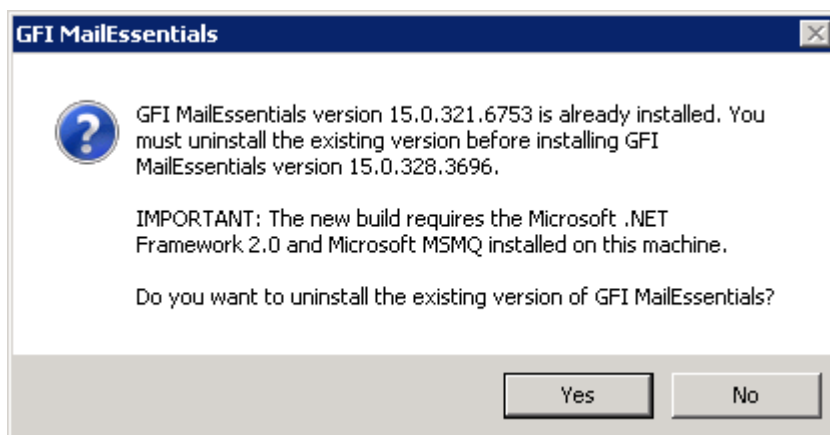 GFI MailEssentials
GFI MailEssentials version 15.0.321.6753 is already installed. You
must uninstall the existing version before installing GFI
MailEssentials version 15.0.328.3696.
IMPORTANT: The new build requires the Microsoft .NET
Framework 2.0 and Microsoft MSMQ installed on this machine.
Do you want to uninstall the existing version of GFI MailEssentials?
Yes
No